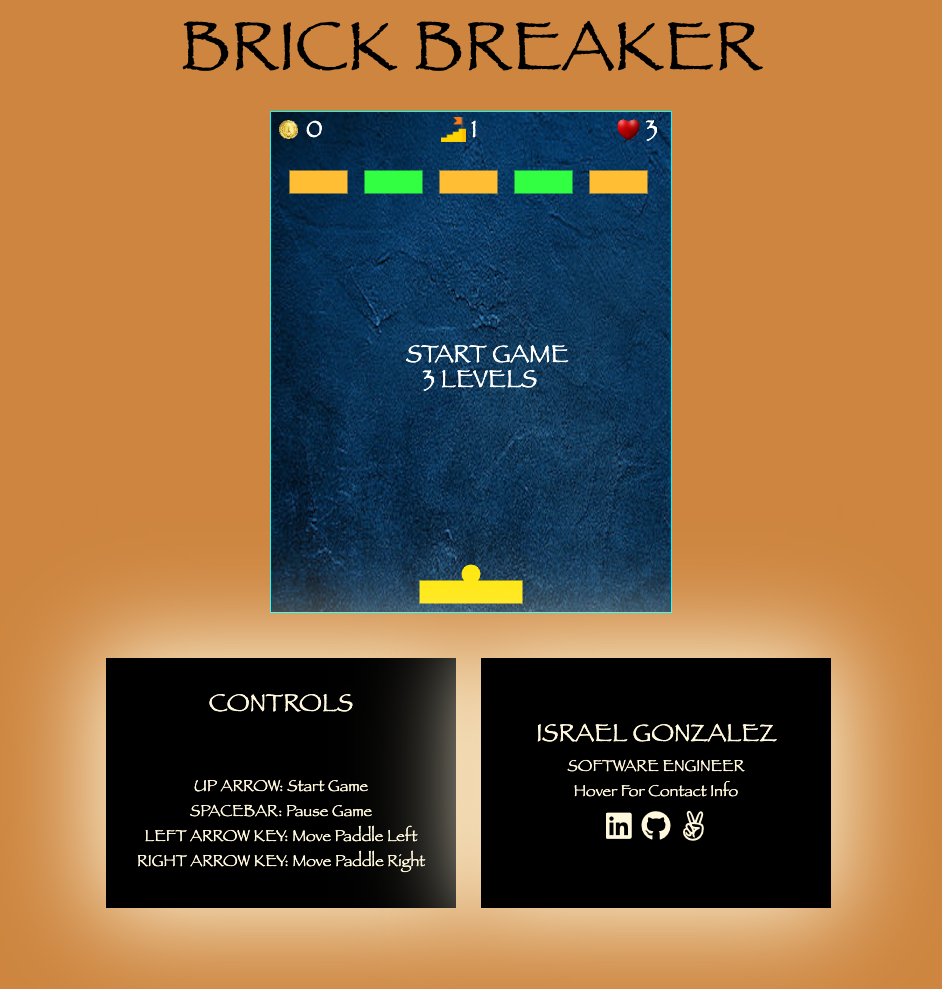 BRICK BREAKER
0 1 3
START GAME
3 LEVELS
CONTROLS
UP ARROW: Start Game
SPACEBAR: Pause Game
LEFT ARROW KEY: Move Paddle Left
RIGHT ARROW KEY: Move Paddle Right
ISRAEL GONZALEZ
SOFTWARE ENGINEER
Hover For Contact Info
in